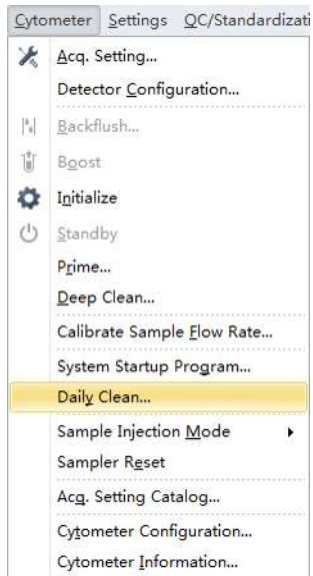 Cytometer Settings QC/Standardizati
Acq. Setting...
Detector Configuration...
Backflush...
Boost
Initialize
Standby
Prime...
Deep Clean...
Calibrate Sample Flow Rate...
System Startup Program...
Daily Clean...
Sample Injection Mode
Sampler Reset
Acq. Setting Catalog...
Cytometer Configuration...
Cytometer Information...